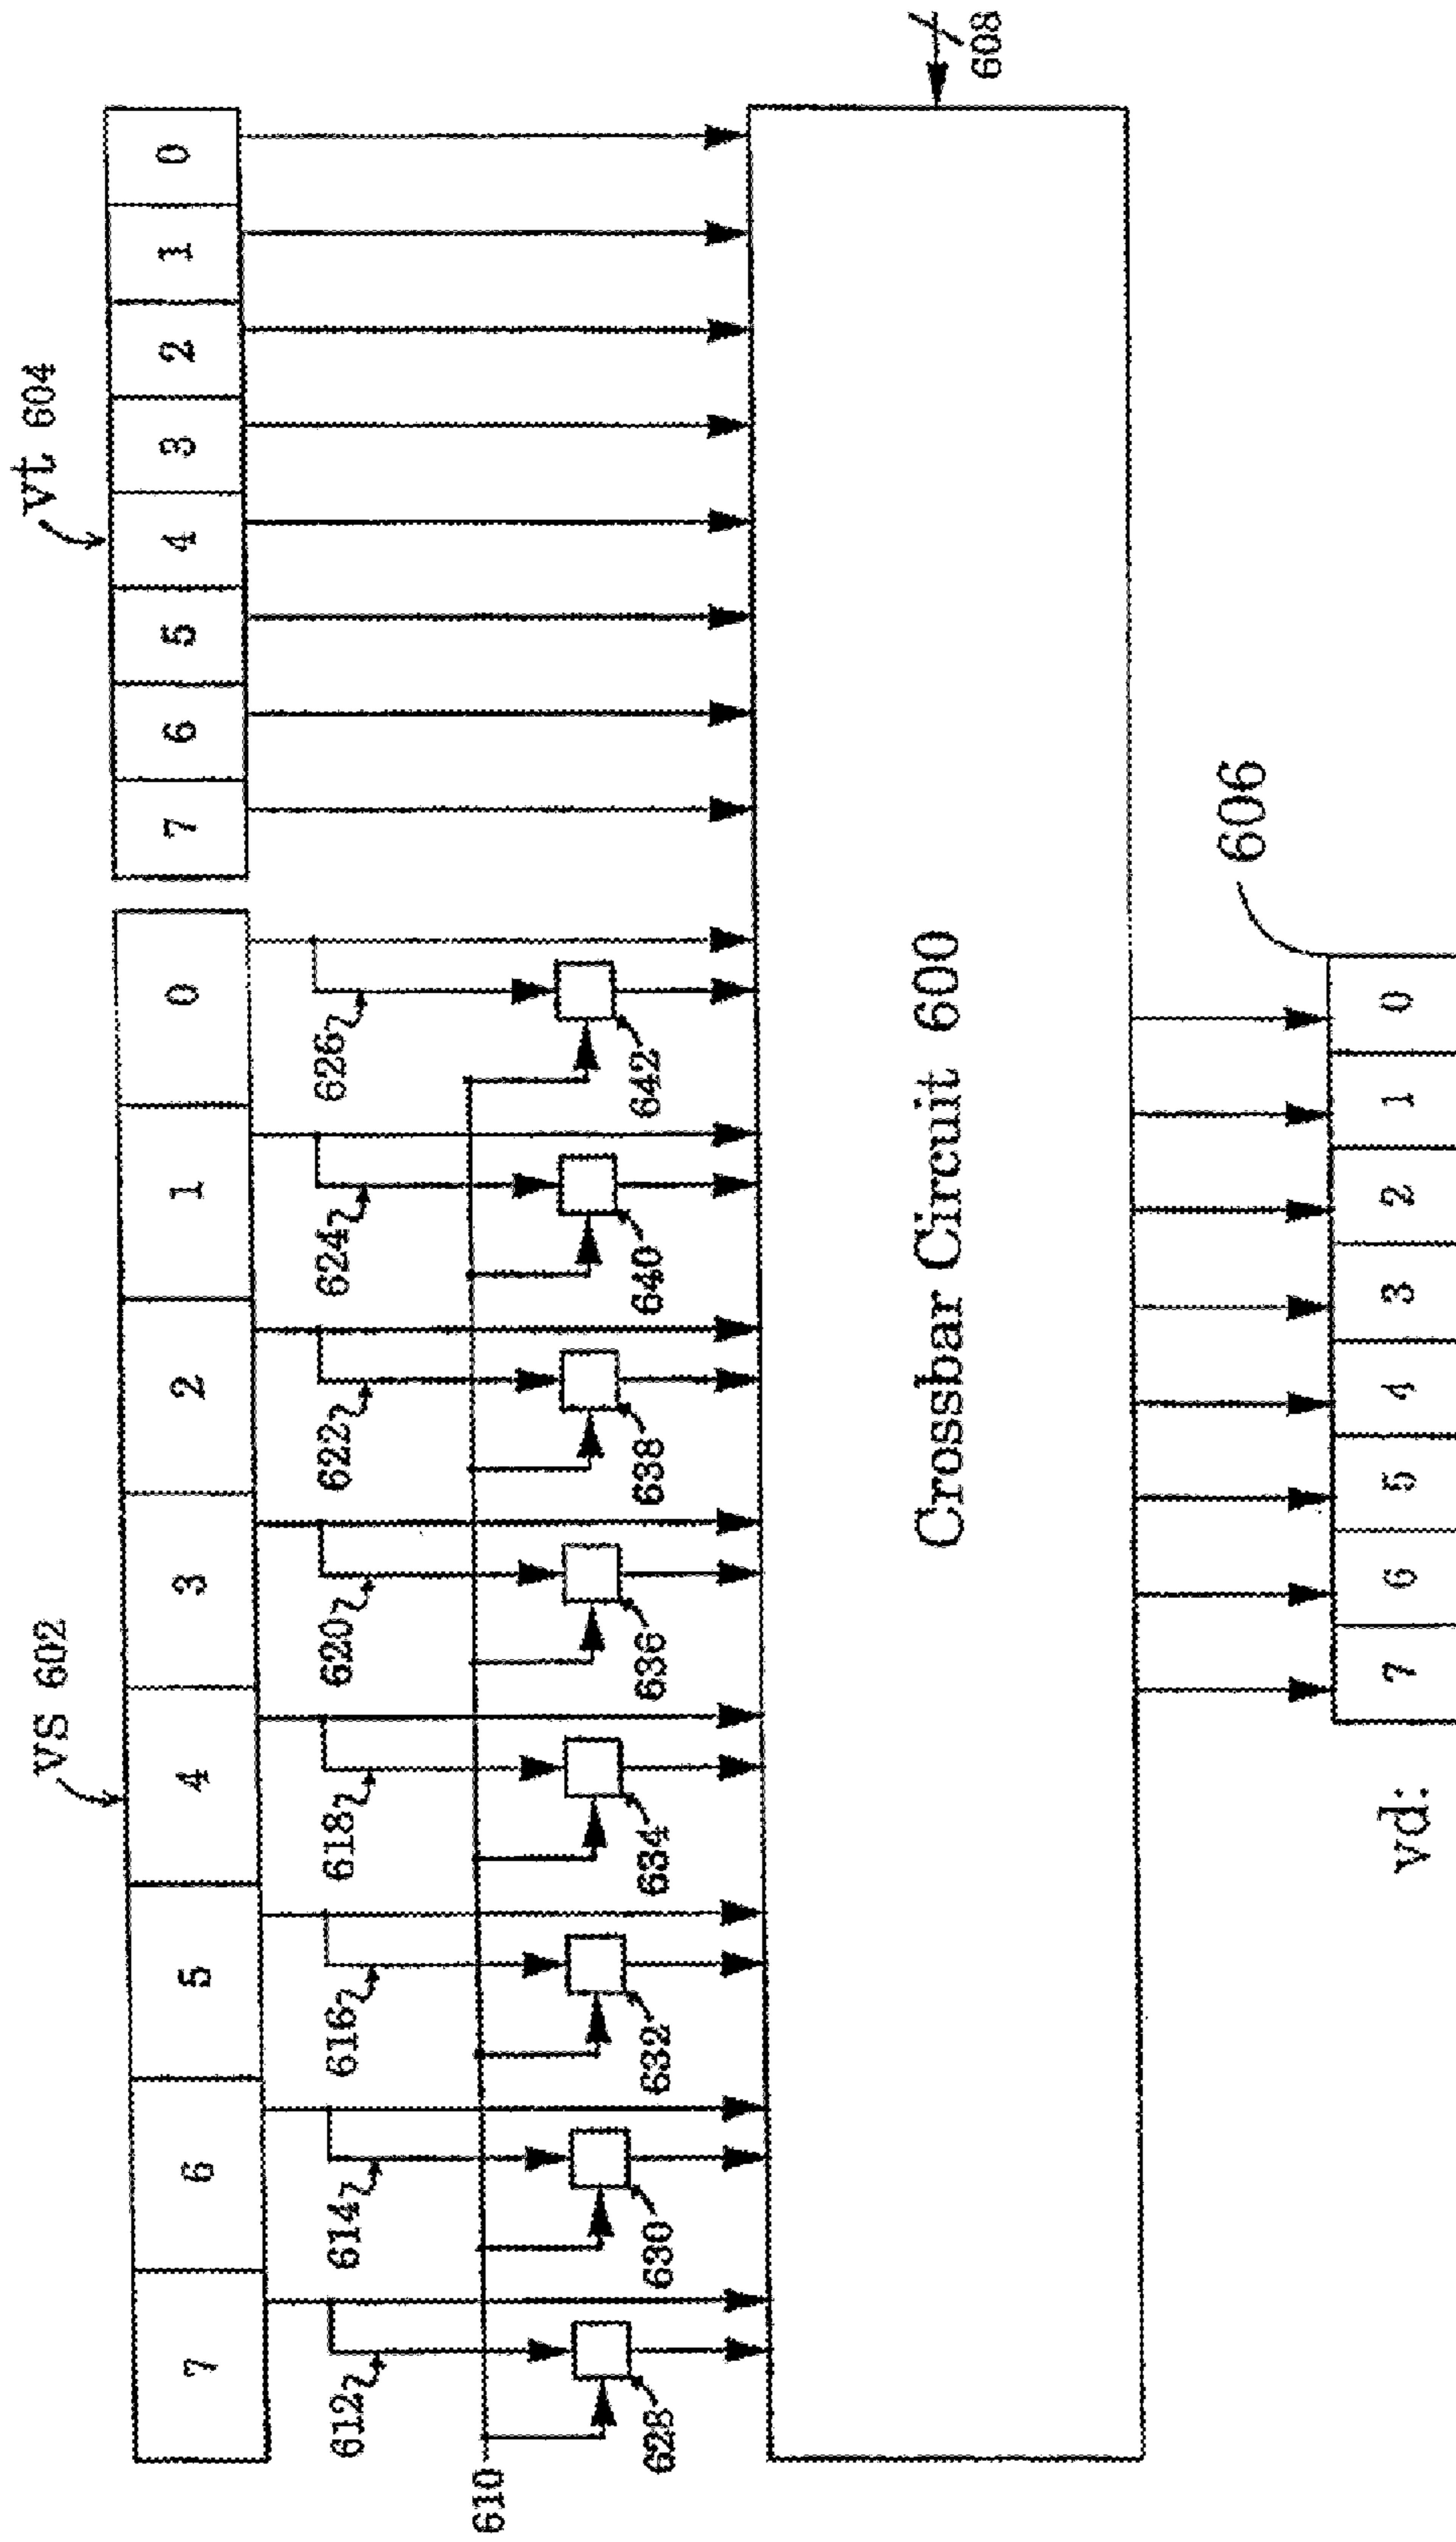 vs 602
vt 604
7 6 5 4 3 2 1 0
7 6 5 4 3 2 1 0
612 614 616 618 620 622 624 626
610
628 630 632 634 636 638 640 642
Crossbar Circuit 600
608
606
vd: 7 6 5 4 3 2 1 0